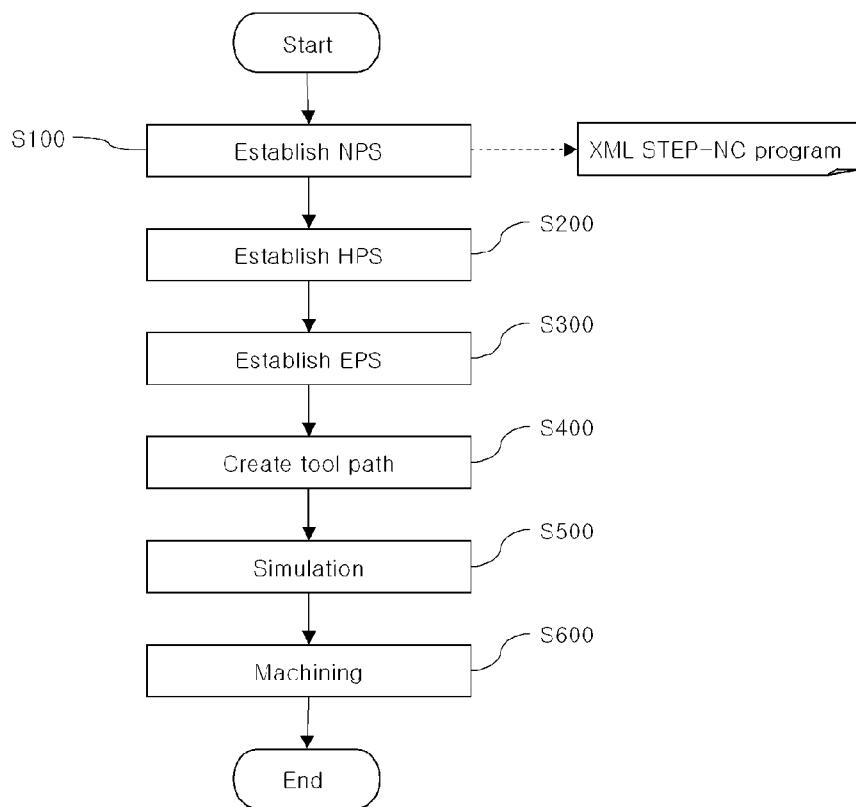 Start
S100
Establish NPS
XML STEP-NC program
S200
Establish HPS
S300
Establish EPS
S400
Create tool path
S500
Simulation
S600
Machining
End